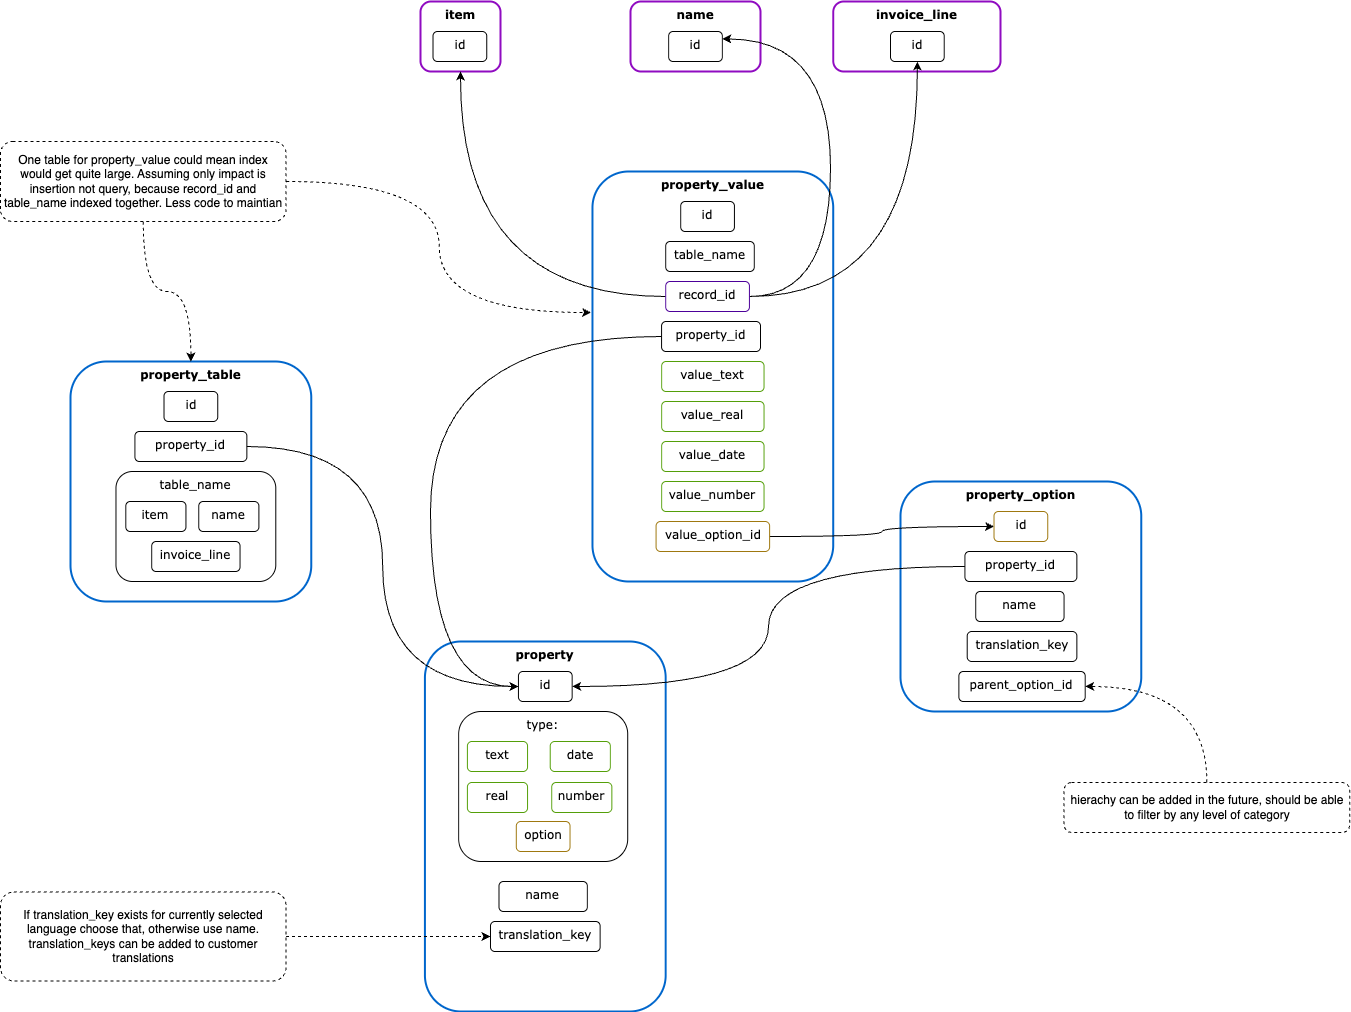 item
id
name
id
invoice_line
id
One table for property_value could mean index
would get quite large. Assuming only impact is
insertion not query, because record_id and
table_name indexed together. Less code to maintian
property_value
id
table_name
record_id
property_id
value_text
value_real
value_date
value_number
value_option_id
property_table
id
property_id
table_name
item
name
invoice_line
property_option
id
property_id
name
translation_key
parent_option_id
property
id
type:
text
date
real
number
option
name
translation_key
hierachy can be added in the future, should be able
to filter by any level of category
If translation_key exists for currently selected
language choose that, otherwise use name.
translation_keys can be added to customer
translations